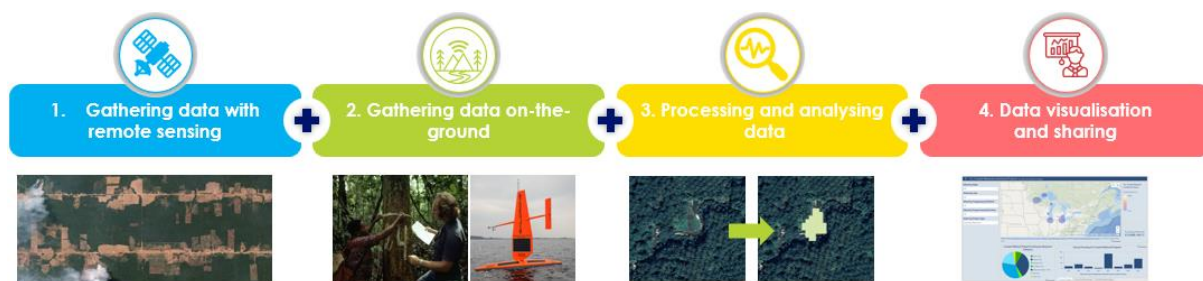 1. Gathering data with
remote sensing
2. Gathering data on-the-
ground
3. Processing and analysing
data
4. Data visualisation
and sharing